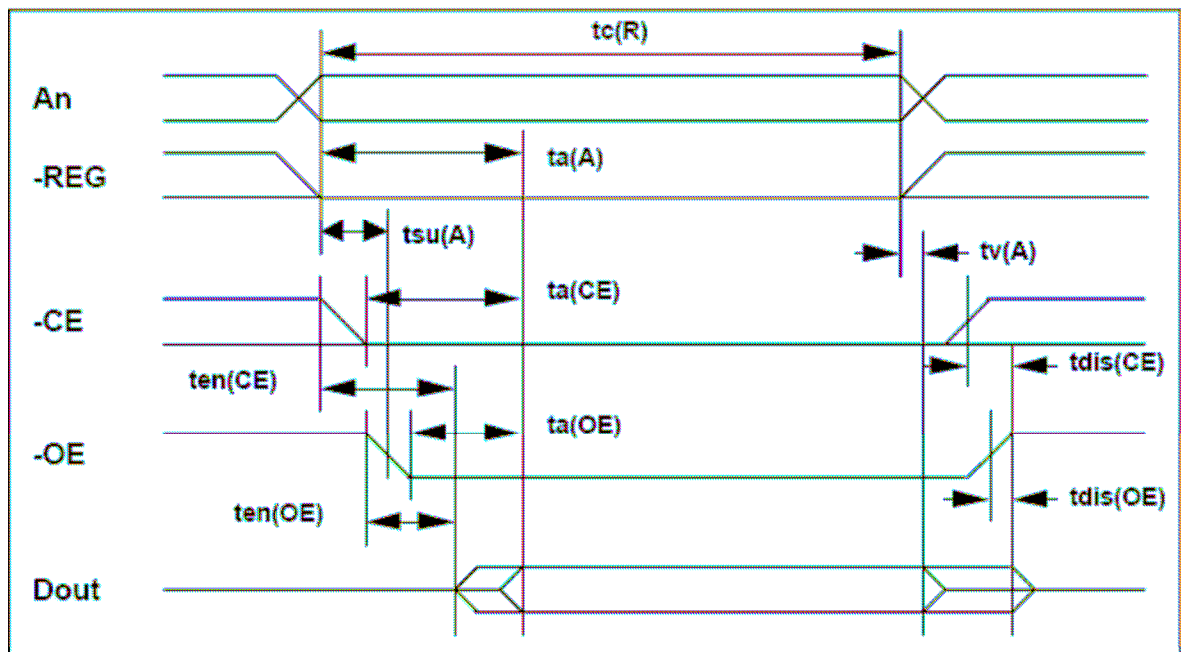 tc(R)
An
ta(A)
-REG
tsu(A)
tv(A)
ta(CE)
-CE
ten(CE)
tdis(CE)
ta(OE)
-OE
ten(OE)
tdis(OE)
Dout